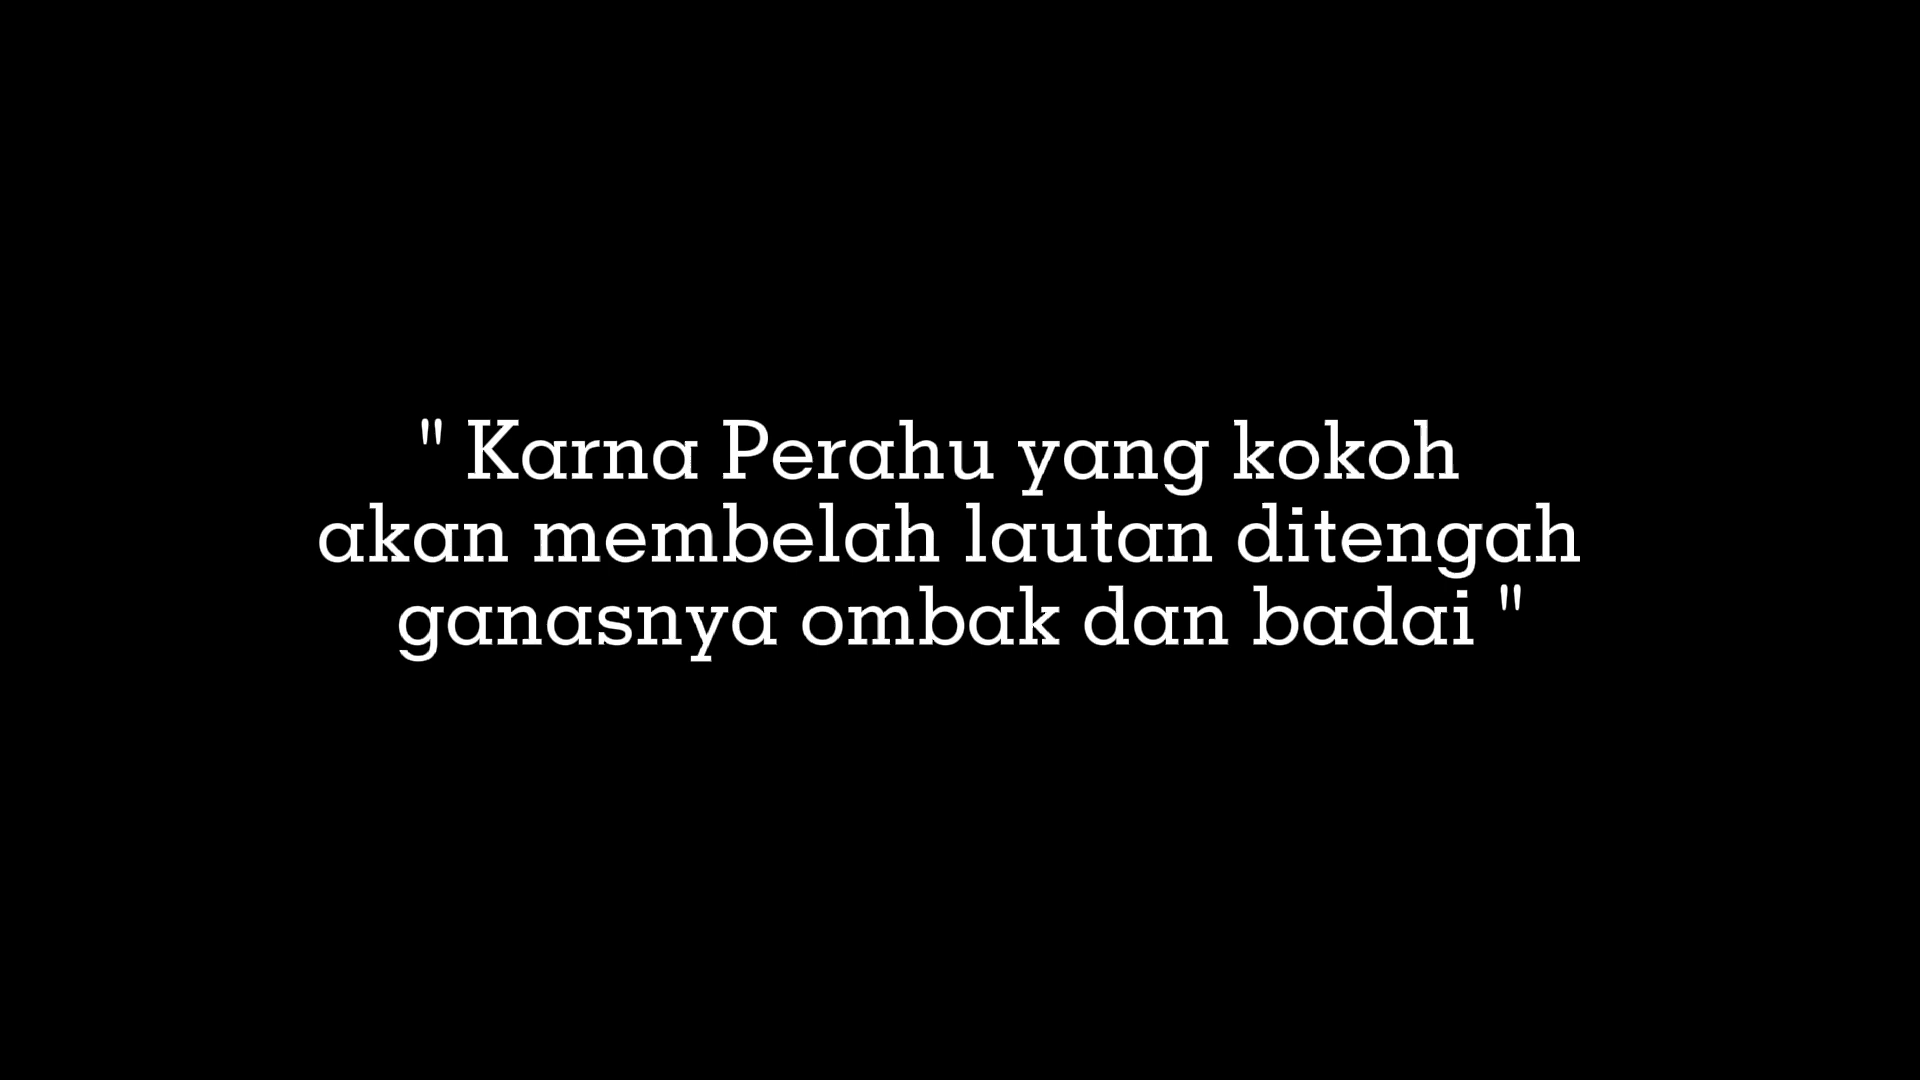 " Karna Perahu yang kokoh
akan membelah lautan ditengah
ganasnya ombak dan badai "